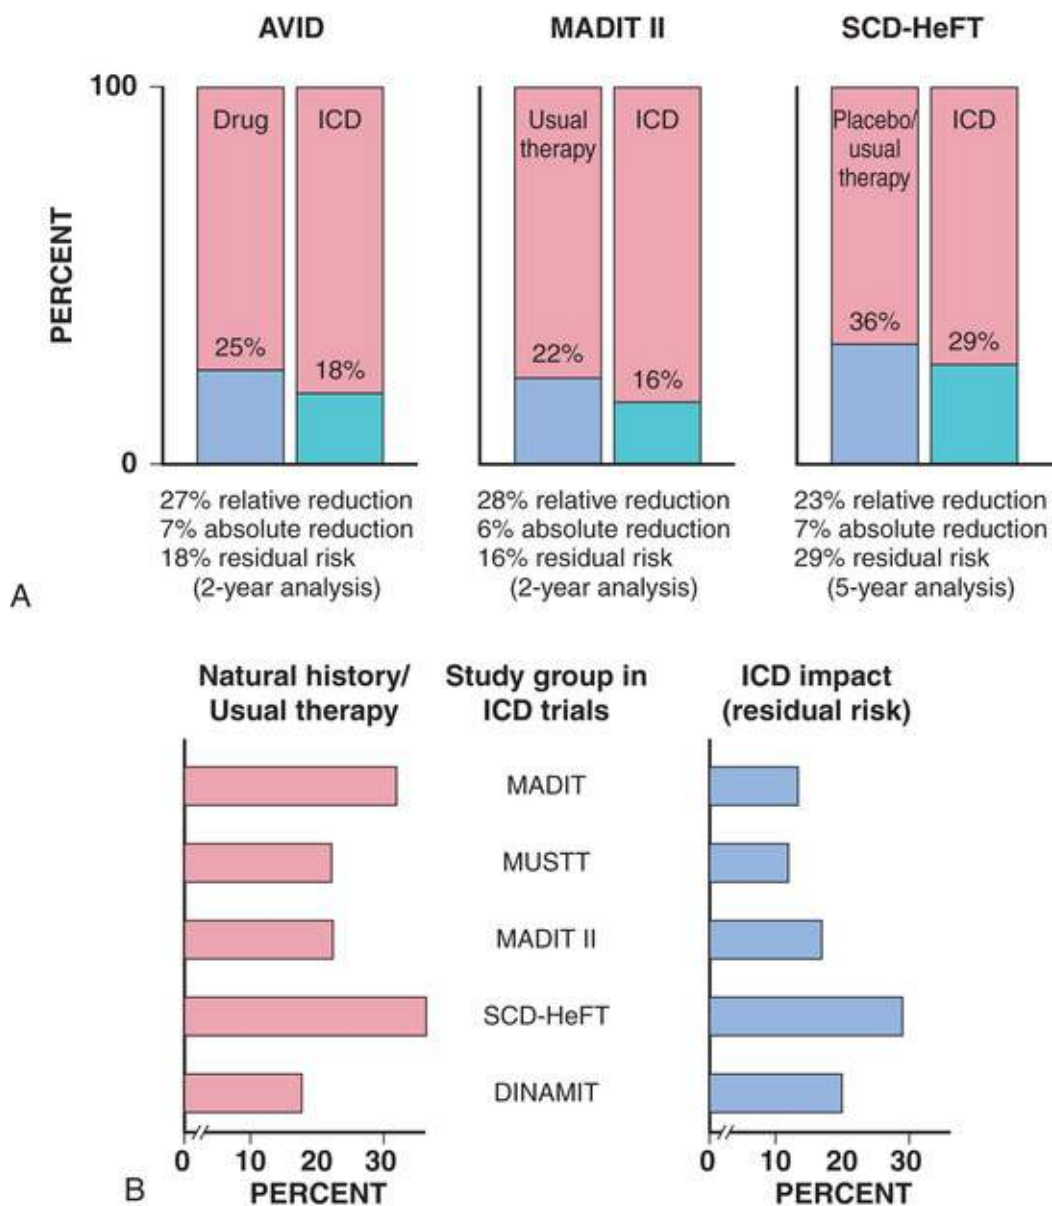 AVID
MADIT II
SCD-HeFT
PERCENT
100
0
Drug
ICD
25%
18%
Usual
therapy
ICD
22%
16%
Placebo/
usual
therapy
ICD
36%
29%
27% relative reduction
7% absolute reduction
18% residual risk
(2-year analysis)
28% relative reduction
6% absolute reduction
16% residual risk
(2-year analysis)
23% relative reduction
7% absolute reduction
29% residual risk
(5-year analysis)
A
Natural history/
Usual therapy
Study group in
ICD trials
ICD impact
(residual risk)
MADIT
MUSTT
MADIT II
SCD-HeFT
DINAMIT
0 10 20 30
PERCENT
0 10 20 30
PERCENT
B